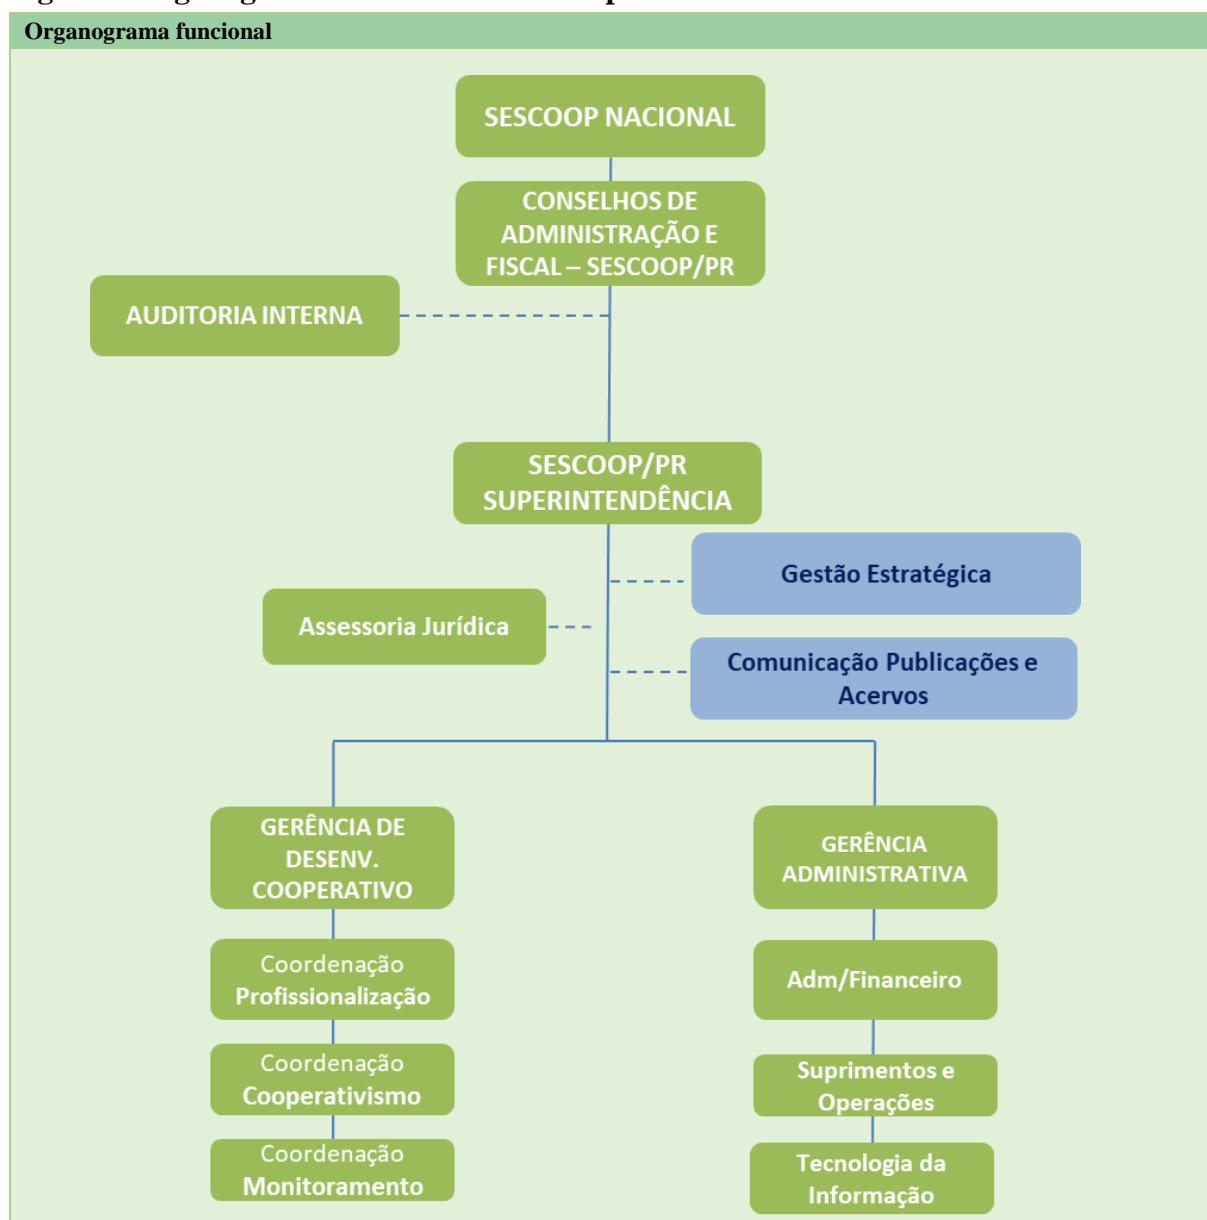 Organograma funcional
SESCOOP NACIONAL
CONSELHOS DE
ADMINISTRAÇÃO E
FISCAL – SESCOOP/PR
AUDITORIA INTERNA
SESCOOP/PR
SUPERINTENDÊNCIA
Gestão Estratégica
Assessoria Jurídica
Comunicação Publicações e
Acervos
GERÊNCIA DE
DESENV.
COOPERATIVO
GERÊNCIA
ADMINISTRATIVA
Coordenação
Profissionalização
Adm/Financeiro
Coordenação
Cooperativismo
Suprimentos e
Operações
Coordenação
Monitoramento
Tecnologia da
Informação